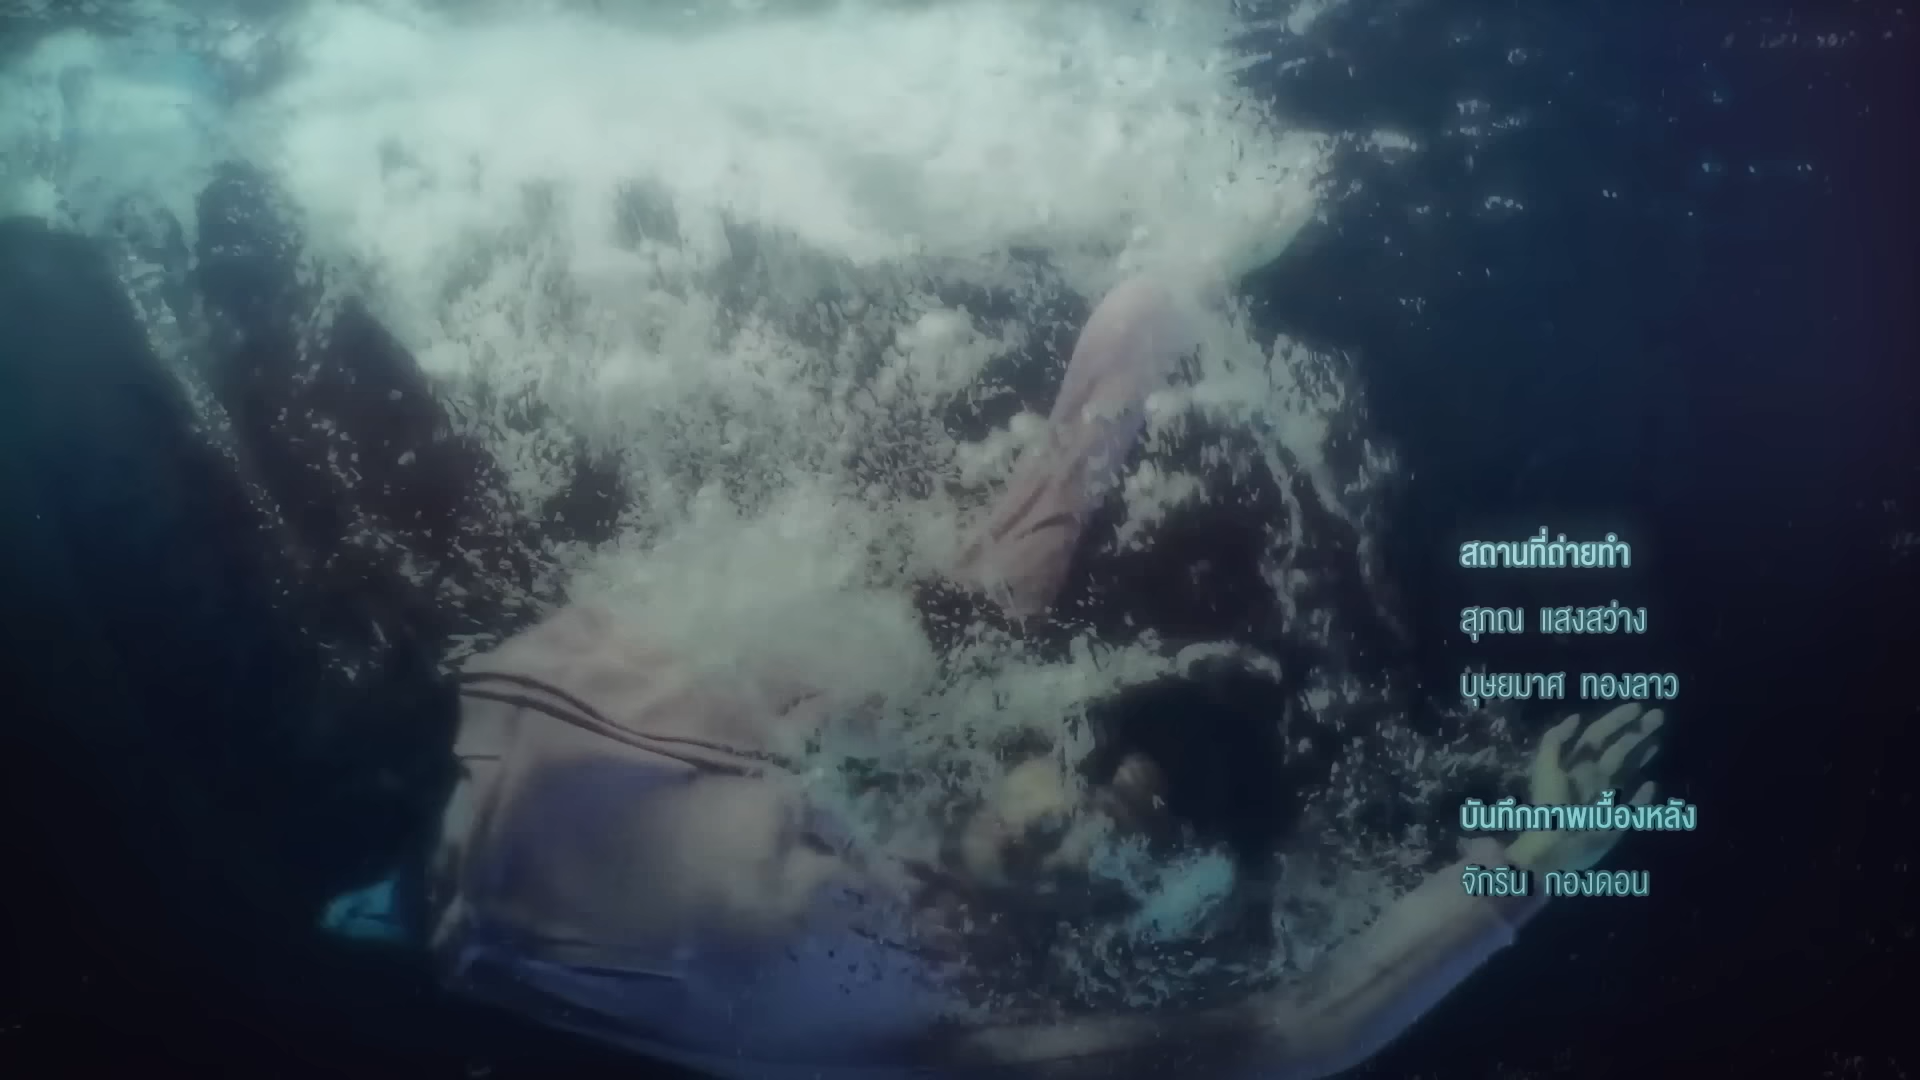 สถานที่ถ่ายทำ
สุภณ แสงสว่าง
บุษยมาศ ทองลาว
บันทึกภาพเบื้องหลัง
จักริน กองดอน